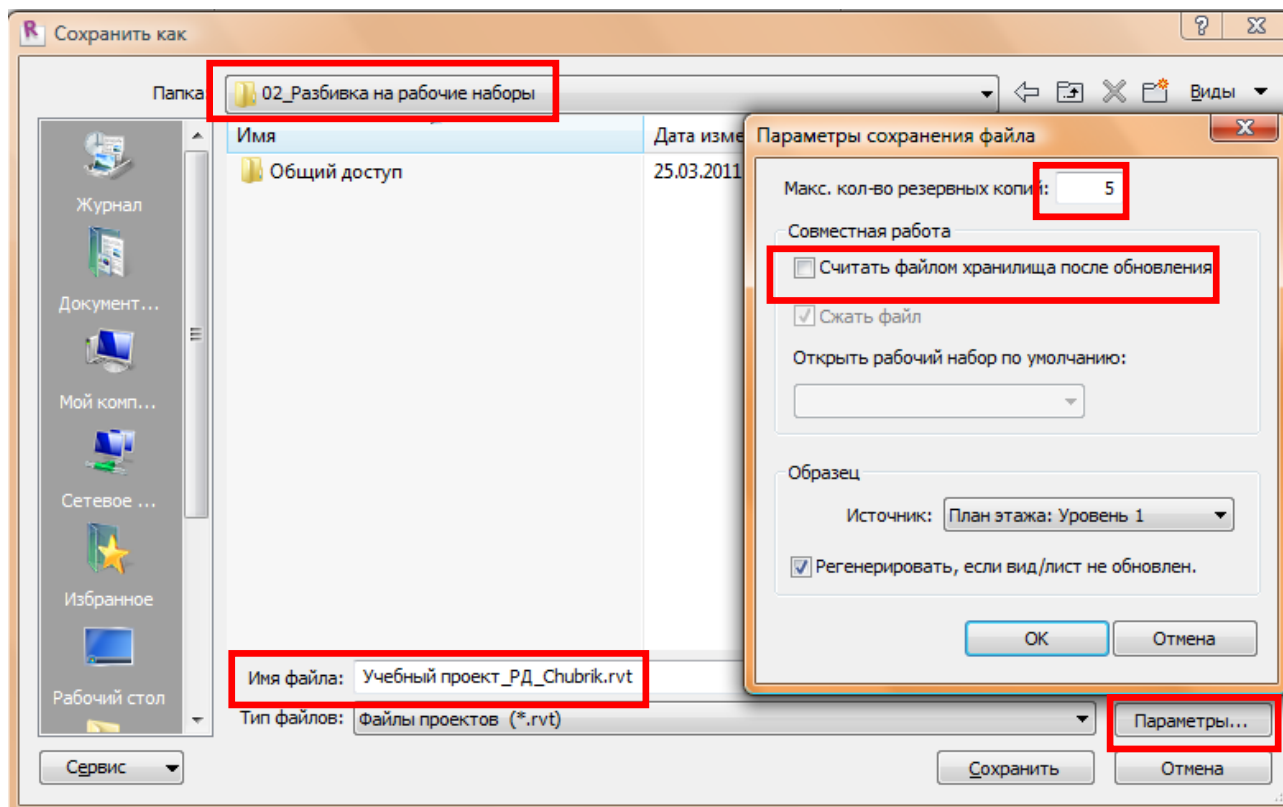 Сохранить как
Папка
02_Разбивка на рабочие наборы
Виды
Имя
Дата изме
Общий доступ
25.03.2011
Журнал
Документ...
Мой комп...
Сетевое ...
Избранное
Рабочий стол
Параметры сохранения файла
Макс. кол-во резервных копий: 5
Совместная работа
Считать файлом хранилища после обновления
Сжать файл
Открыть рабочий набор по умолчанию:
Образец
Источник: План этажа: Уровень 1
Регенерировать, если вид/лист не обновлен.
OK
Отмена
Имя файла: Учебный проект_РД_Chubrik.rvt
Тип файлов: Файлы проектов (*.rvt)
Параметры...
Сервис
Сохранить
Отмена